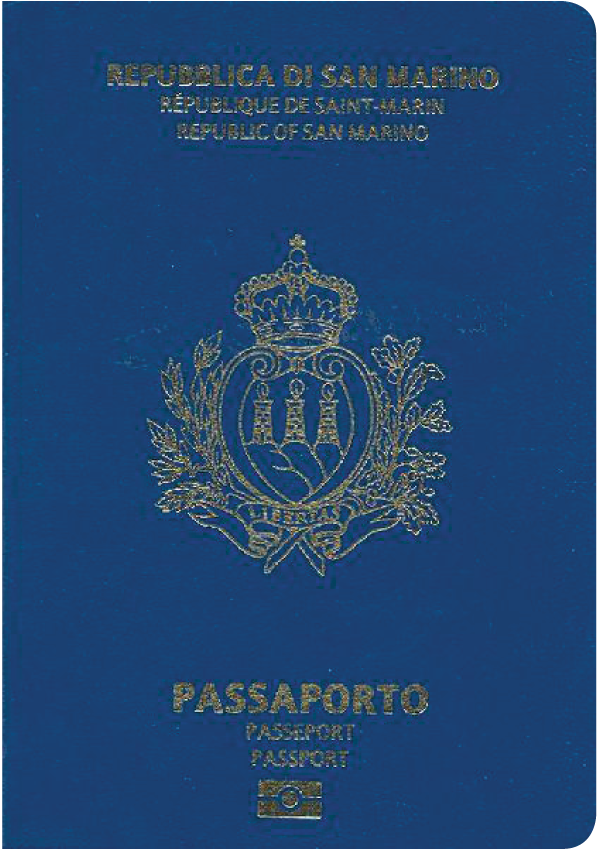 REPUBBLICA DI SAN MARINO
RÉPUBLIQUE DE SAINT-MARIN
REPUBLIC OF SAN MARINO
LIBERTAS
PASSAPORTO
PASSEPORT
PASSPORT